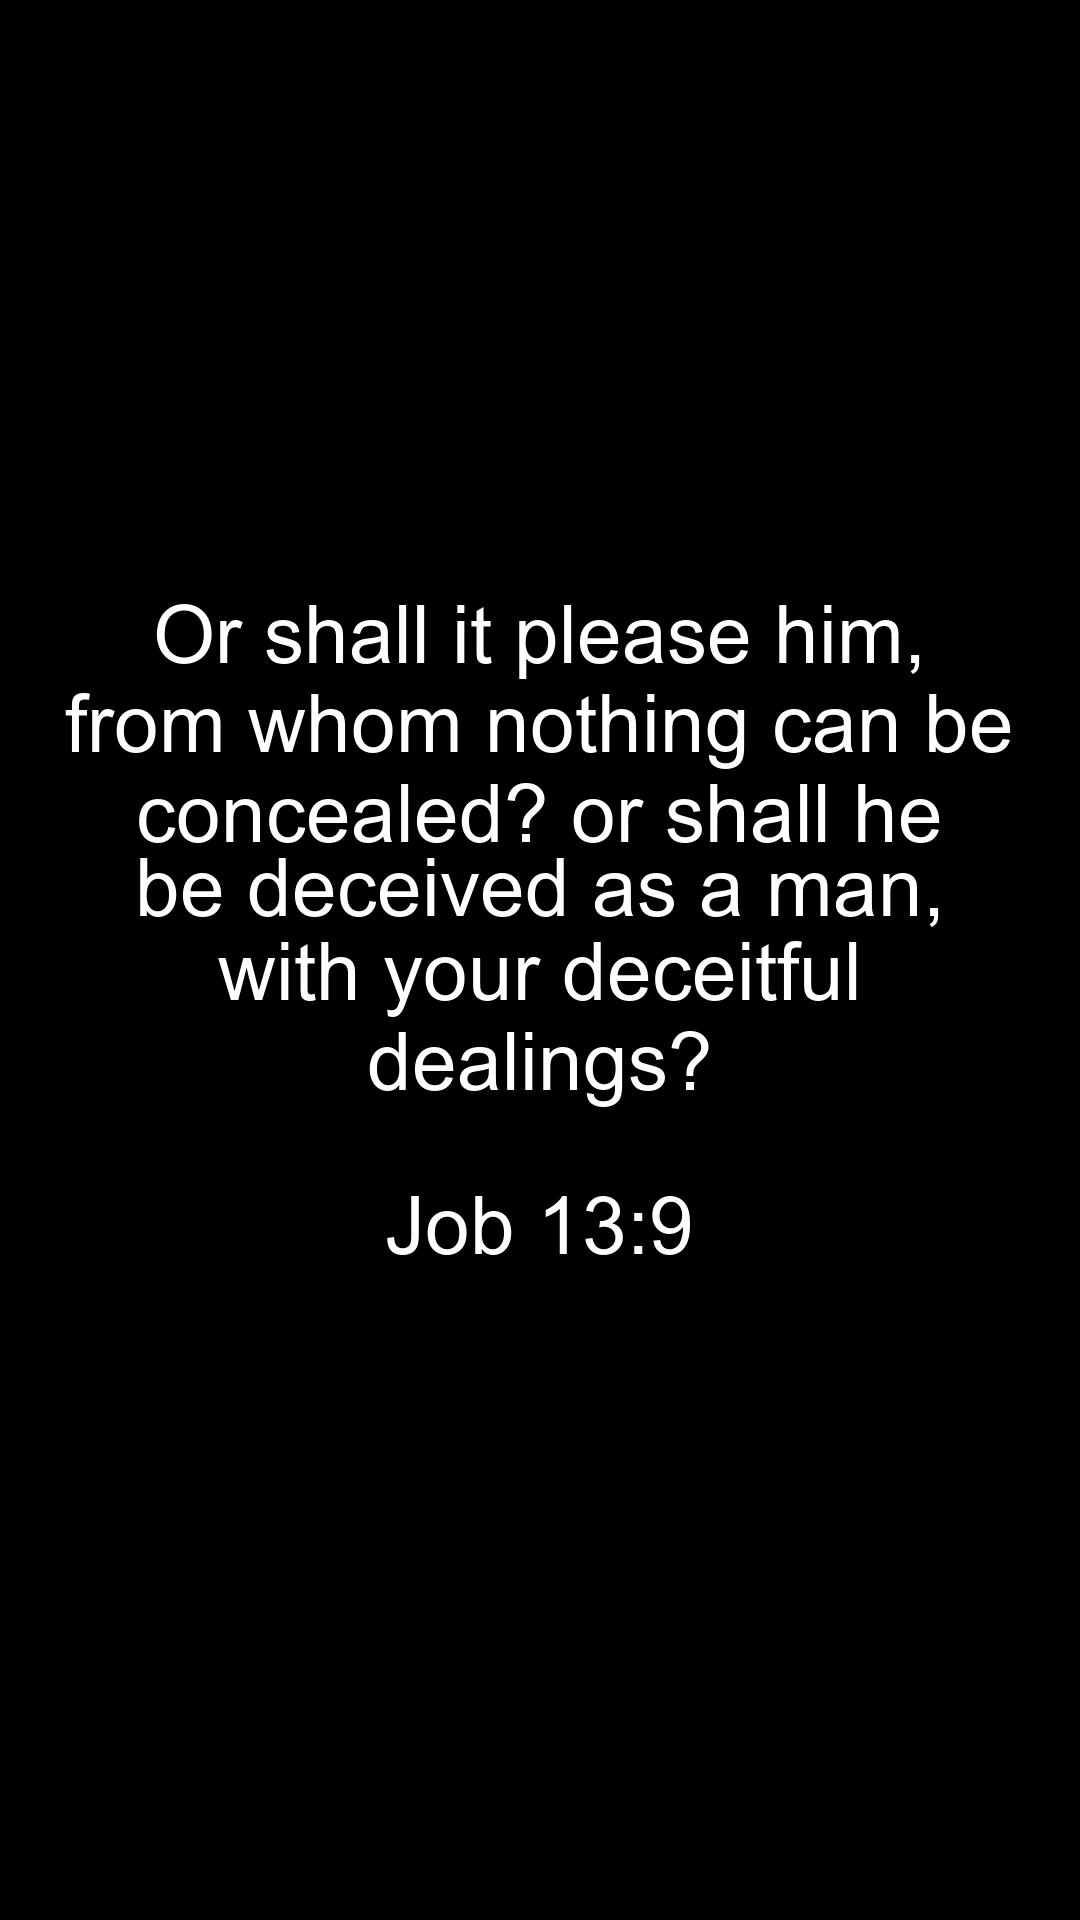 Or shall it please him,
from whom nothing can be
concealed? or shall he
be deceived as a man,
with your deceitful
dealings?
Job 13:9